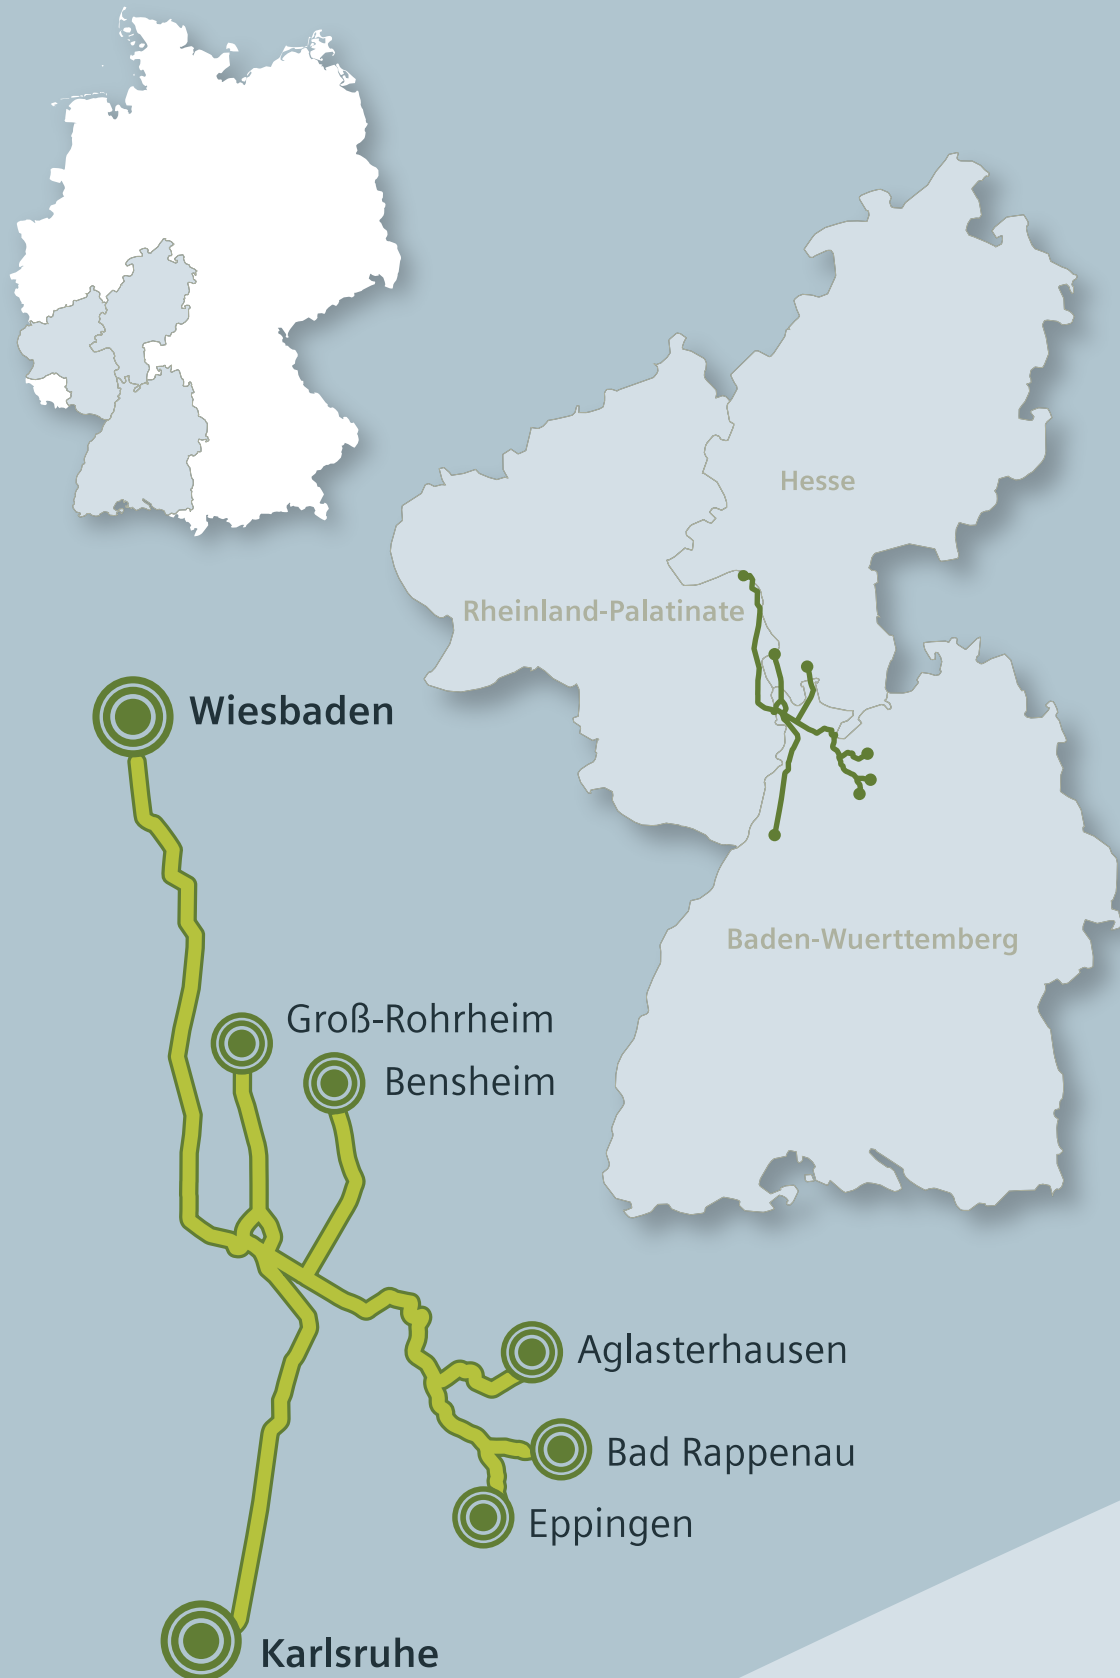 Hesse
Rheinland-Palatinate
Wiesbaden
Baden-Wuerttemberg
Groß-Rohrheim
Bensheim
Aglasterhausen
Bad Rappenau
Eppingen
Karlsruhe